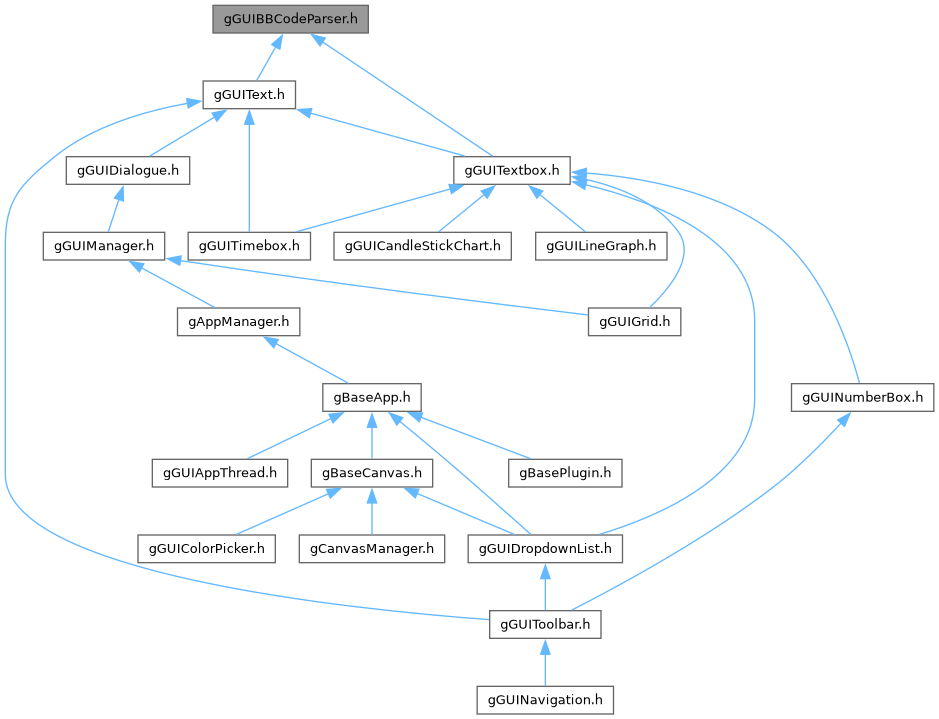 gGUIBBCodeParser.h
gGUIText.h
gGUIDialogue.h
gGUITextbox.h
gGUIManager.h
gGUITimebox.h
gGUICandleStickChart.h
gGUILineGraph.h
gAppManager.h
gGUIGrid.h
gBaseApp.h
gGUINumberBox.h
gGUIAppThread.h
gBaseCanvas.h
gBasePlugin.h
gGUIColorPicker.h
gCanvasManager.h
gGUIDropdownList.h
gGUIToolbar.h
gGUINavigation.h